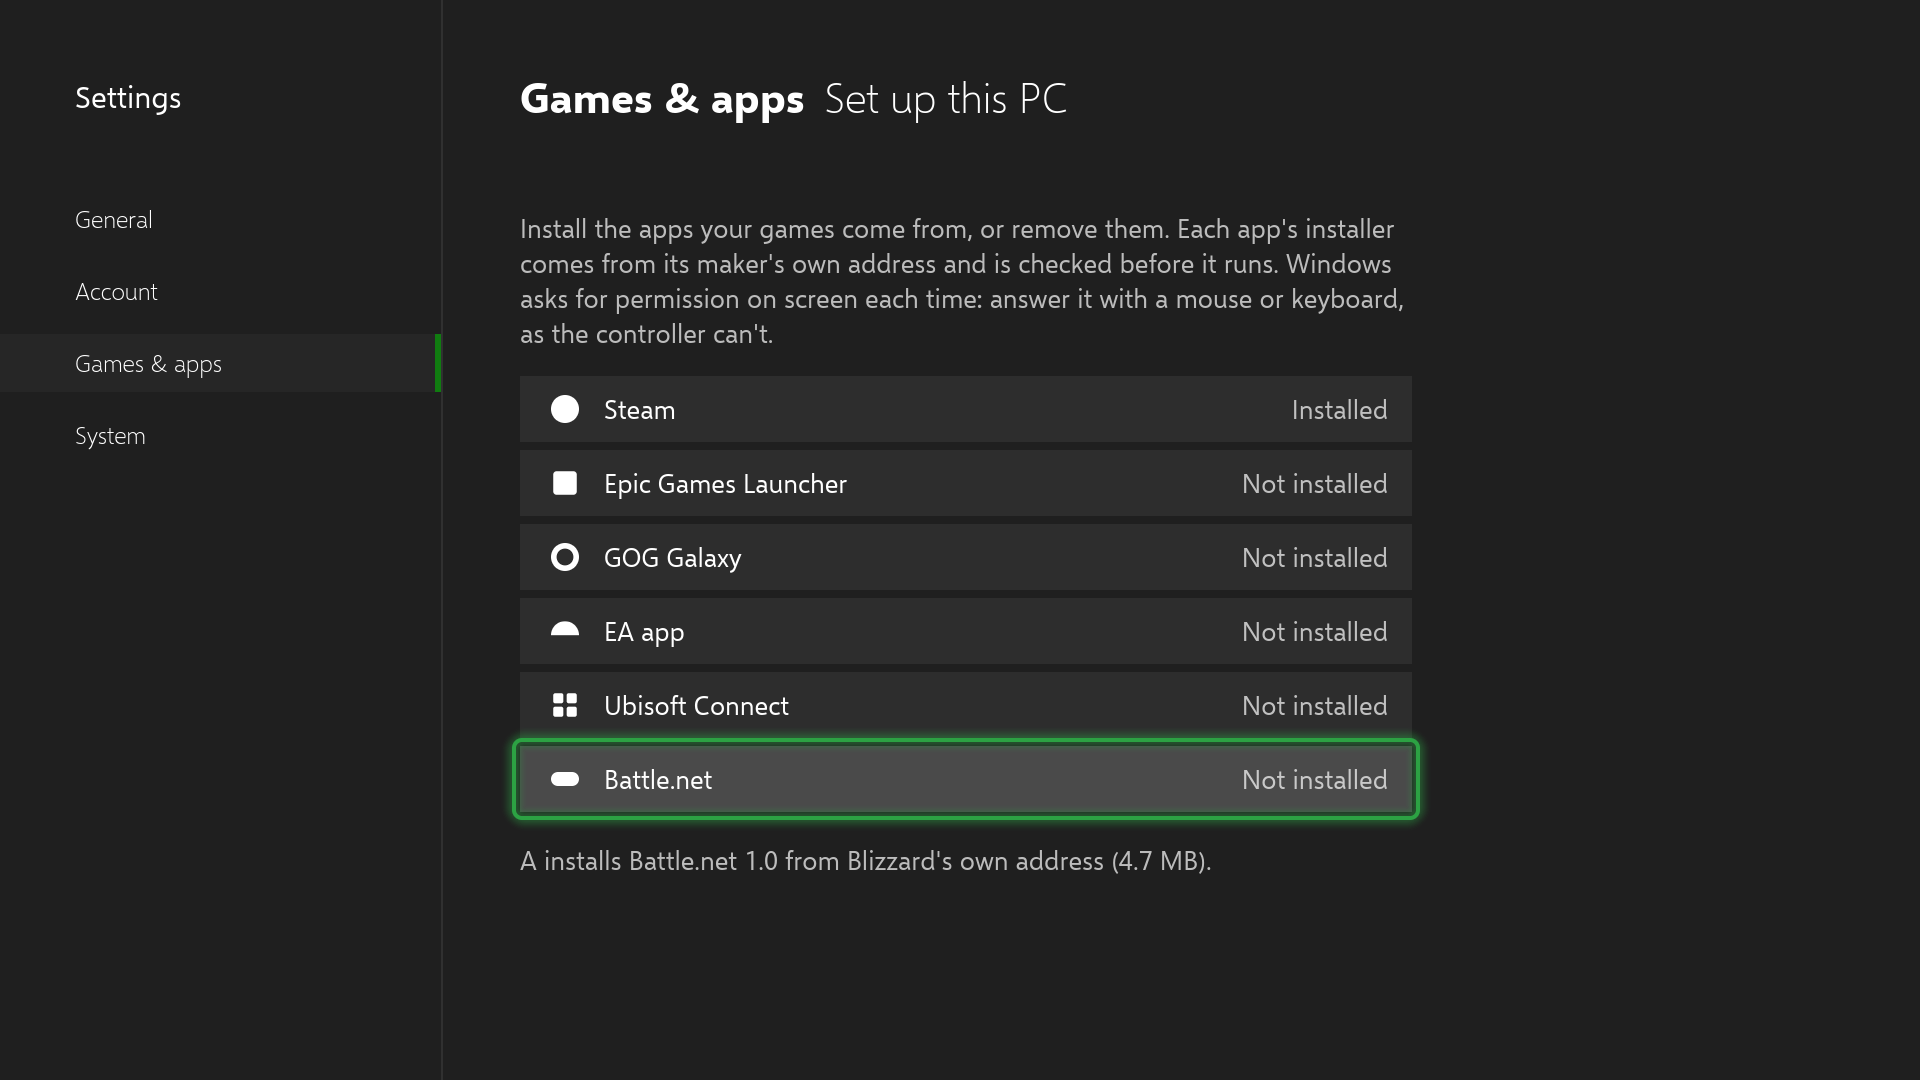 Settings
General
Account
Games & apps
System
Games & apps Set up this PC
Install the apps your games come from, or remove them. Each app's installer
comes from its maker's own address and is checked before it runs. Windows
asks for permission on screen each time: answer it with a mouse or keyboard,
as the controller can't.
Steam Installed
Epic Games Launcher Not installed
GOG Galaxy Not installed
EA app Not installed
Ubisoft Connect Not installed
Battle.net Not installed
A installs Battle.net 1.0 from Blizzard's own address (4.7 MB).